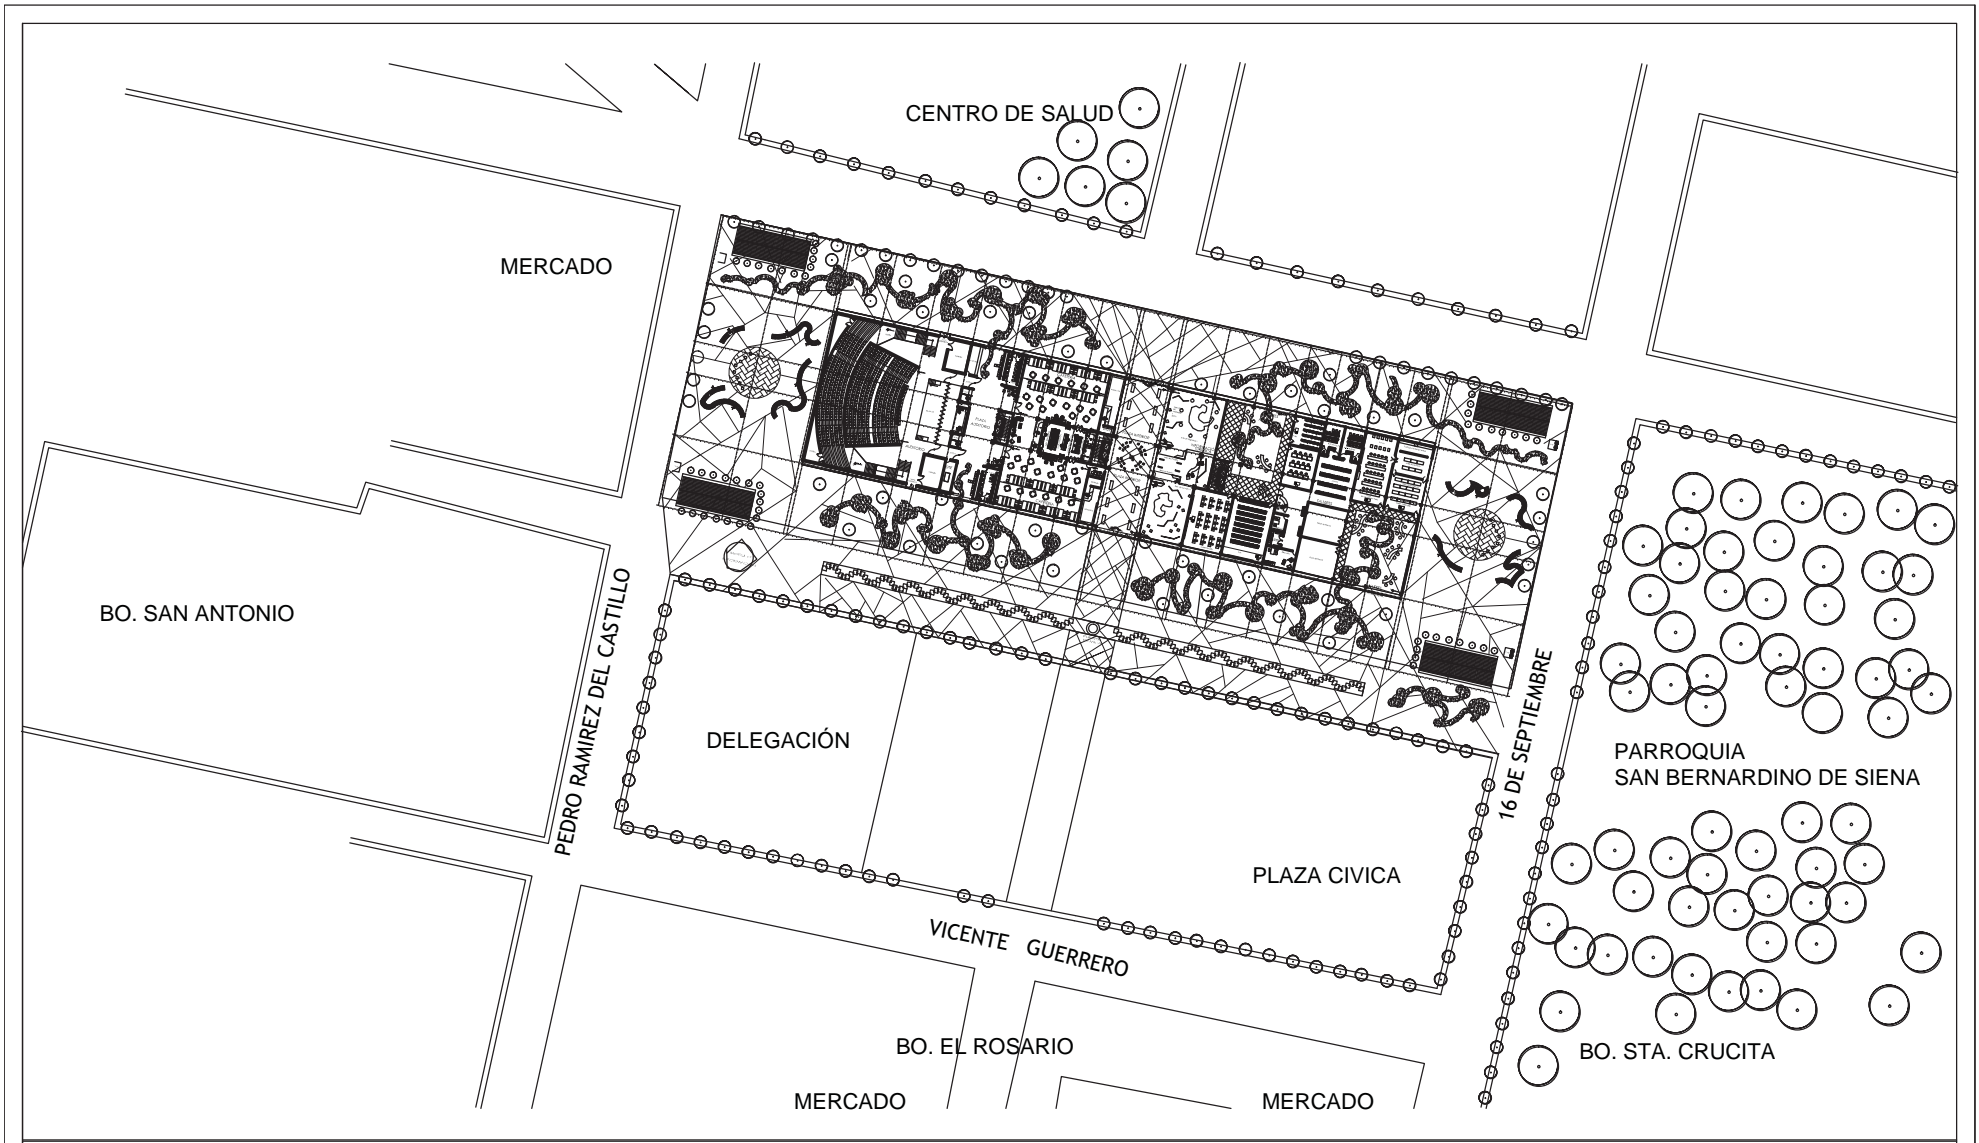 CENTRO DE SALUD
MERCADO
BO. SAN ANTONIO
PEDRO RAMIREZ DEL CASTILLO
DELEGACIÓN
16 DE SEPTIEMBRE
PARROQUIA
SAN BERNARDINO DE SIENA
PLAZA CIVICA
VICENTE GUERRERO
BO. EL ROSARIO
BO. STA. CRUCITA
MERCADO
MERCADO